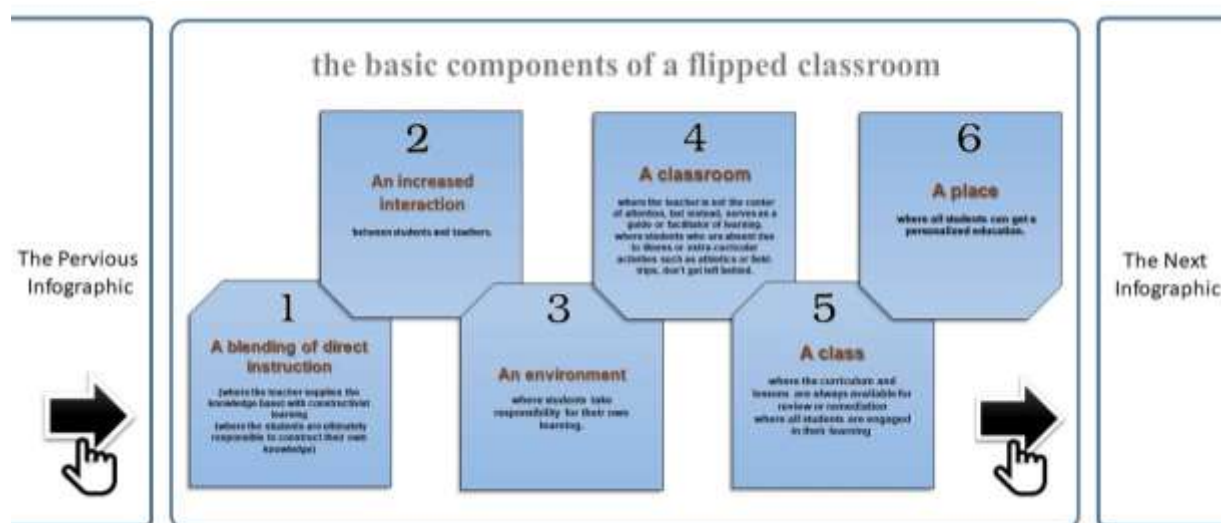 the basic components of a flipped classroom
The Pervious
Infographic
1
A blending of direct
instruction
(where the teacher supplies the
knowledge base) with constructivist
learning
(where the students are ultimately
responsible to construct their own
knowledge)
2
An increased
interaction
between students and teachers.
3
An environment
where students take
responsibility for their own
learning.
4
A classroom
where the teacher is not the center
of attention, but instead, serves as a
guide or facilitator of learning.
where students who are absent due
to illness or extra-curricular
activities such as athletics or field-
trips, don't get left behind.
5
A class
where the curriculum and
lessons are always available for
review or remediation
where all students are engaged
in their learning
6
A place
where all students can get a
personalized education.
The Next
Infographic